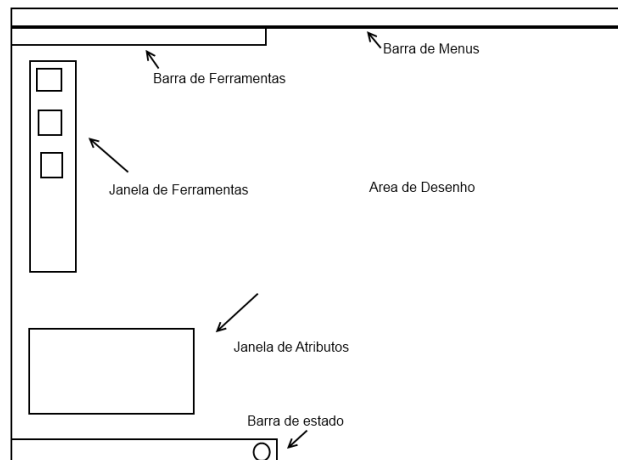 Barra de Menus
Barra de Ferramentas
Janela de Ferramentas
Area de Desenho
Janela de Atributos
Barra de estado